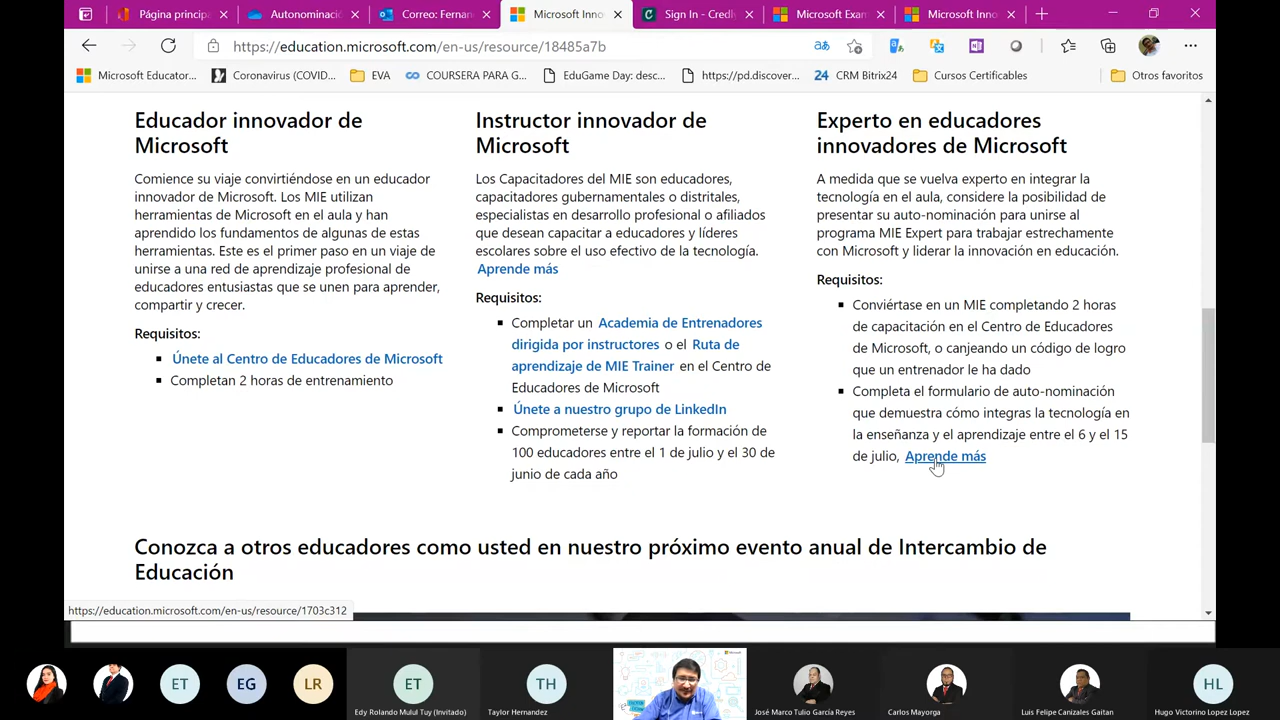 Página principa
Autonominació
Correo: Fernan
Microsoft Inno
Sign In - Credly
Microsoft Exam
Microsoft Inno
https://education.microsoft.com/en-us/resource/18485a7b
Microsoft Educator...
Coronavirus (COVID...
EVA
COURSERA PARA G...
EduGame Day: desc...
https://pd.discover...
24 CRM Bitrix24
Cursos Certificables
Otros favoritos
Educador innovador de
Microsoft
Comience su viaje convirtiéndose en un educador
innovador de Microsoft. Los MIE utilizan
herramientas de Microsoft en el aula y han
aprendido los fundamentos de algunas de estas
herramientas. Este es el primer paso en un viaje de
unirse a una red de aprendizaje profesional de
educadores entusiastas que se unen para aprender,
compartir y crecer.
Requisitos:
Únete al Centro de Educadores de Microsoft
Completan 2 horas de entrenamiento
Instructor innovador de
Microsoft
Los Capacitadores del MIE son educadores,
capacitadores gubernamentales o distritales,
especialistas en desarrollo profesional o afiliados
que desean capacitar a educadores y líderes
escolares sobre el uso efectivo de la tecnología.
Aprende más
Requisitos:
Completar un Academia de Entrenadores
dirigida por instructores o el Ruta de
aprendizaje de MIE Trainer en el Centro de
Educadores de Microsoft
Únete a nuestro grupo de LinkedIn
Comprometerse y reportar la formación de
100 educadores entre el 1 de julio y el 30 de
junio de cada año
Experto en educadores
innovadores de Microsoft
A medida que se vuelva experto en integrar la
tecnología en el aula, considere la posibilidad de
presentar su auto-nominación para unirse al
programa MIE Expert para trabajar estrechamente
con Microsoft y liderar la innovación en educación.
Requisitos:
Conviértase en un MIE completando 2 horas
de capacitación en el Centro de Educadores
de Microsoft, o canjeando un código de logro
que un entrenador le ha dado
Completa el formulario de auto-nominación
que demuestra cómo integras la tecnología en
la enseñanza y el aprendizaje entre el 6 y el 15
de julio, Aprende más
Conozca a otros educadores como usted en nuestro próximo evento anual de Intercambio de
Educación
https://education.microsoft.com/en-us/resource/1703c312
ET
EG
LR
ET
TH
HL
Edy Rolando Mulul Tuy (Invitado)
Taylor Hernandez
José Marco Tulio García Reyes
Carlos Mayorga
Luis Felipe Canizales Gaitan
Hugo Victorino Lopez Lopez